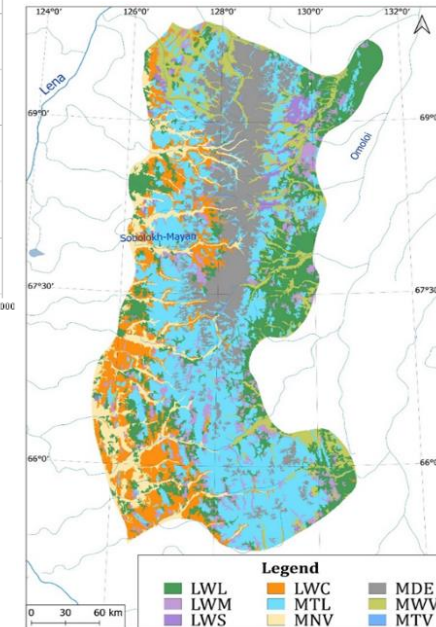 124°0' 126°0' 128°0' 130°0' 132°0'
Lena
69°0' 69°0'
Omoloi
Sobolokh-Mayan
67°30' 67°30'
000
66°0' 66°0'
Legend
LWL LWC MDE
LWM MTL MWV
LWS MNV MTV
0 30 60 km